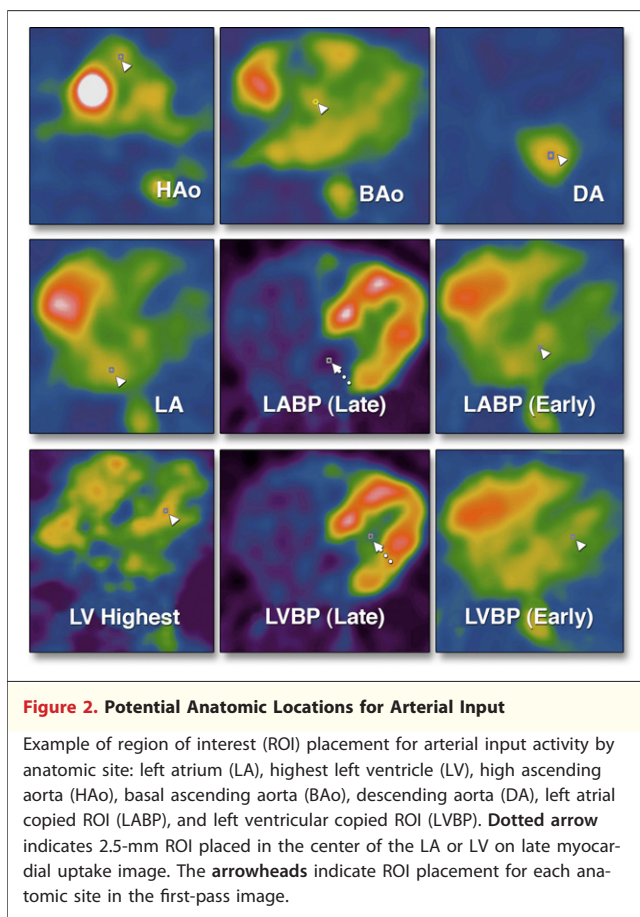 HAo
BAo
DA
LA
LABP (Late)
LABP (Early)
LV Highest
LVBP (Late)
LVBP (Early)
Figure 2. Potential Anatomic Locations for Arterial Input
Example of region of interest (ROI) placement for arterial input activity by
anatomic site: left atrium (LA), highest left ventricle (LV), high ascending
aorta (HAo), basal ascending aorta (BAo), descending aorta (DA), left atrial
copied ROI (LABP), and left ventricular copied ROI (LVBP). Dotted arrow
indicates 2.5-mm ROI placed in the center of the LA or LV on late myocar-
dial uptake image. The arrowheads indicate ROI placement for each ana-
tomic site in the first-pass image.